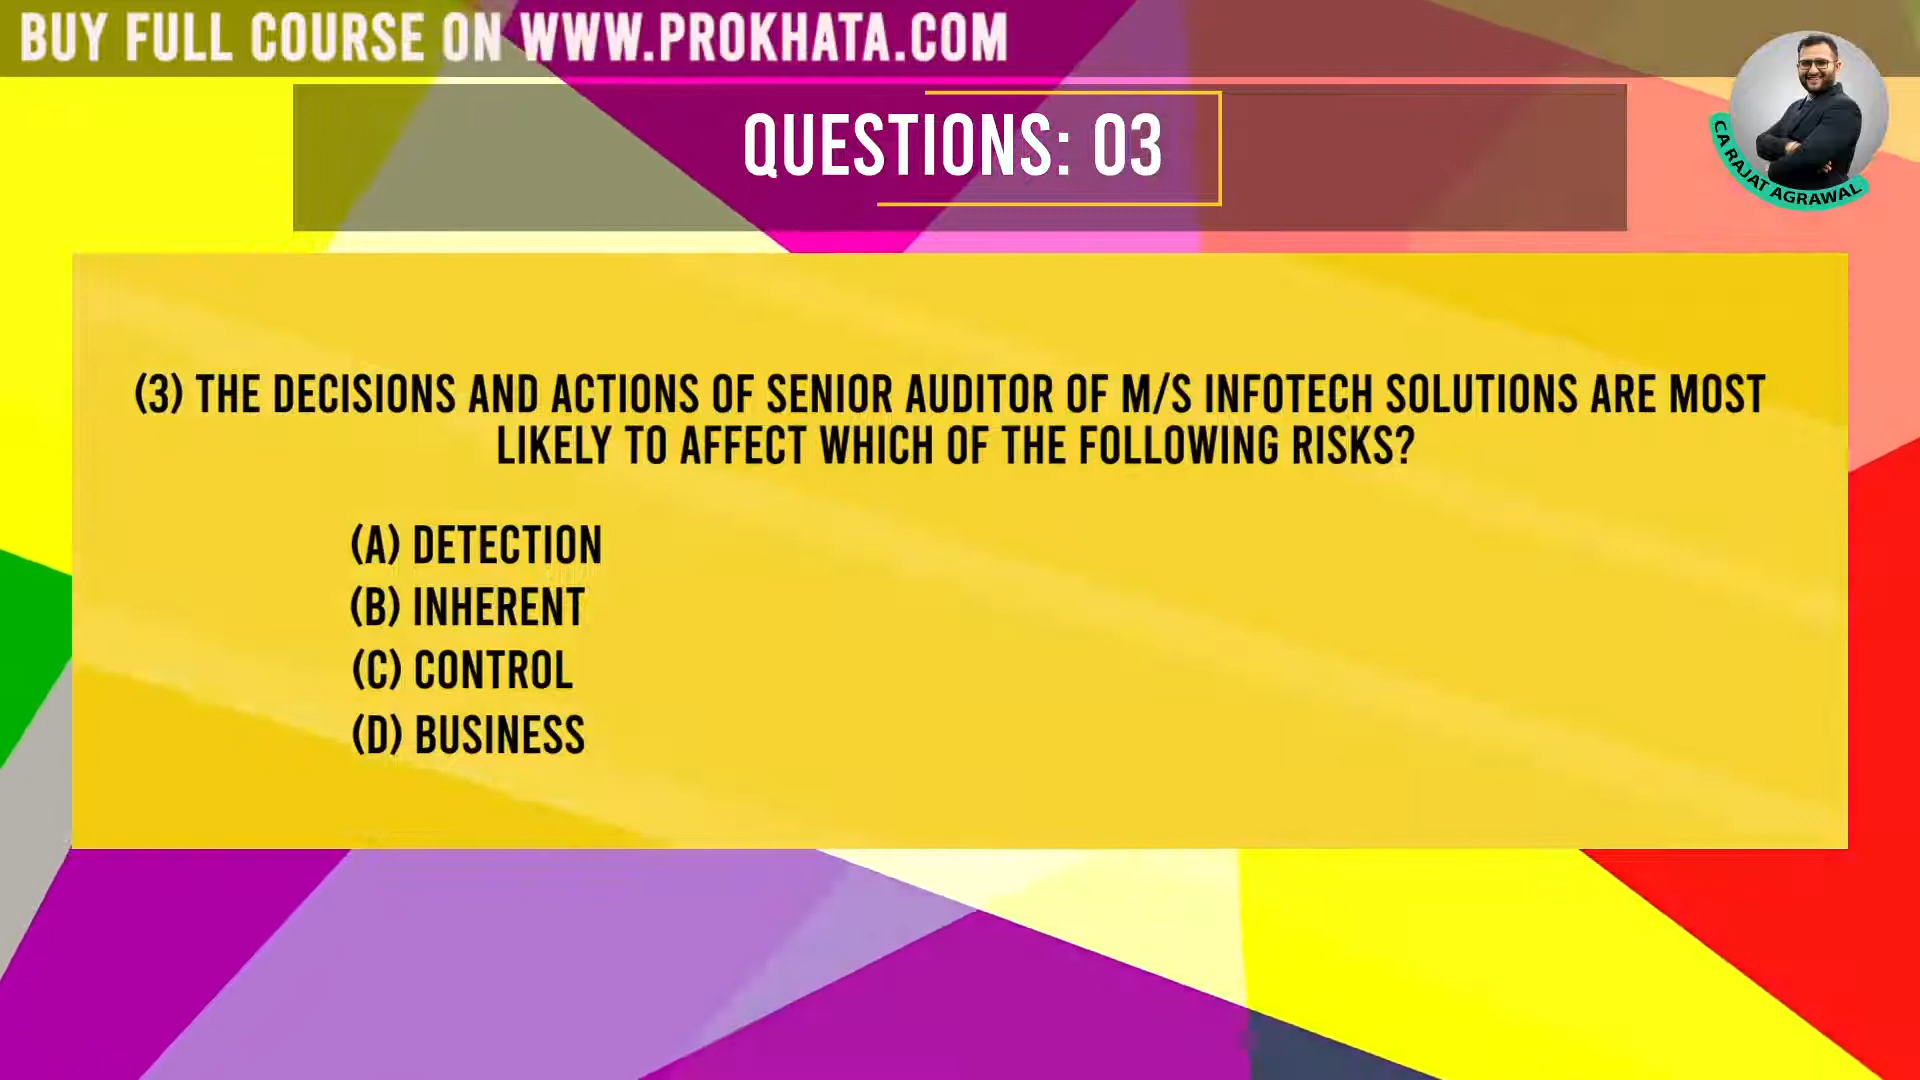 BUY FULL COURSE ON WWW.PROKHATA.COM
CA RAJAT AGRAWAL
QUESTIONS: 03
(3) THE DECISIONS AND ACTIONS OF SENIOR AUDITOR OF M/S INFOTECH SOLUTIONS ARE MOST
LIKELY TO AFFECT WHICH OF THE FOLLOWING RISKS?
(A) DETECTION
(B) INHERENT
(C) CONTROL
(D) BUSINESS